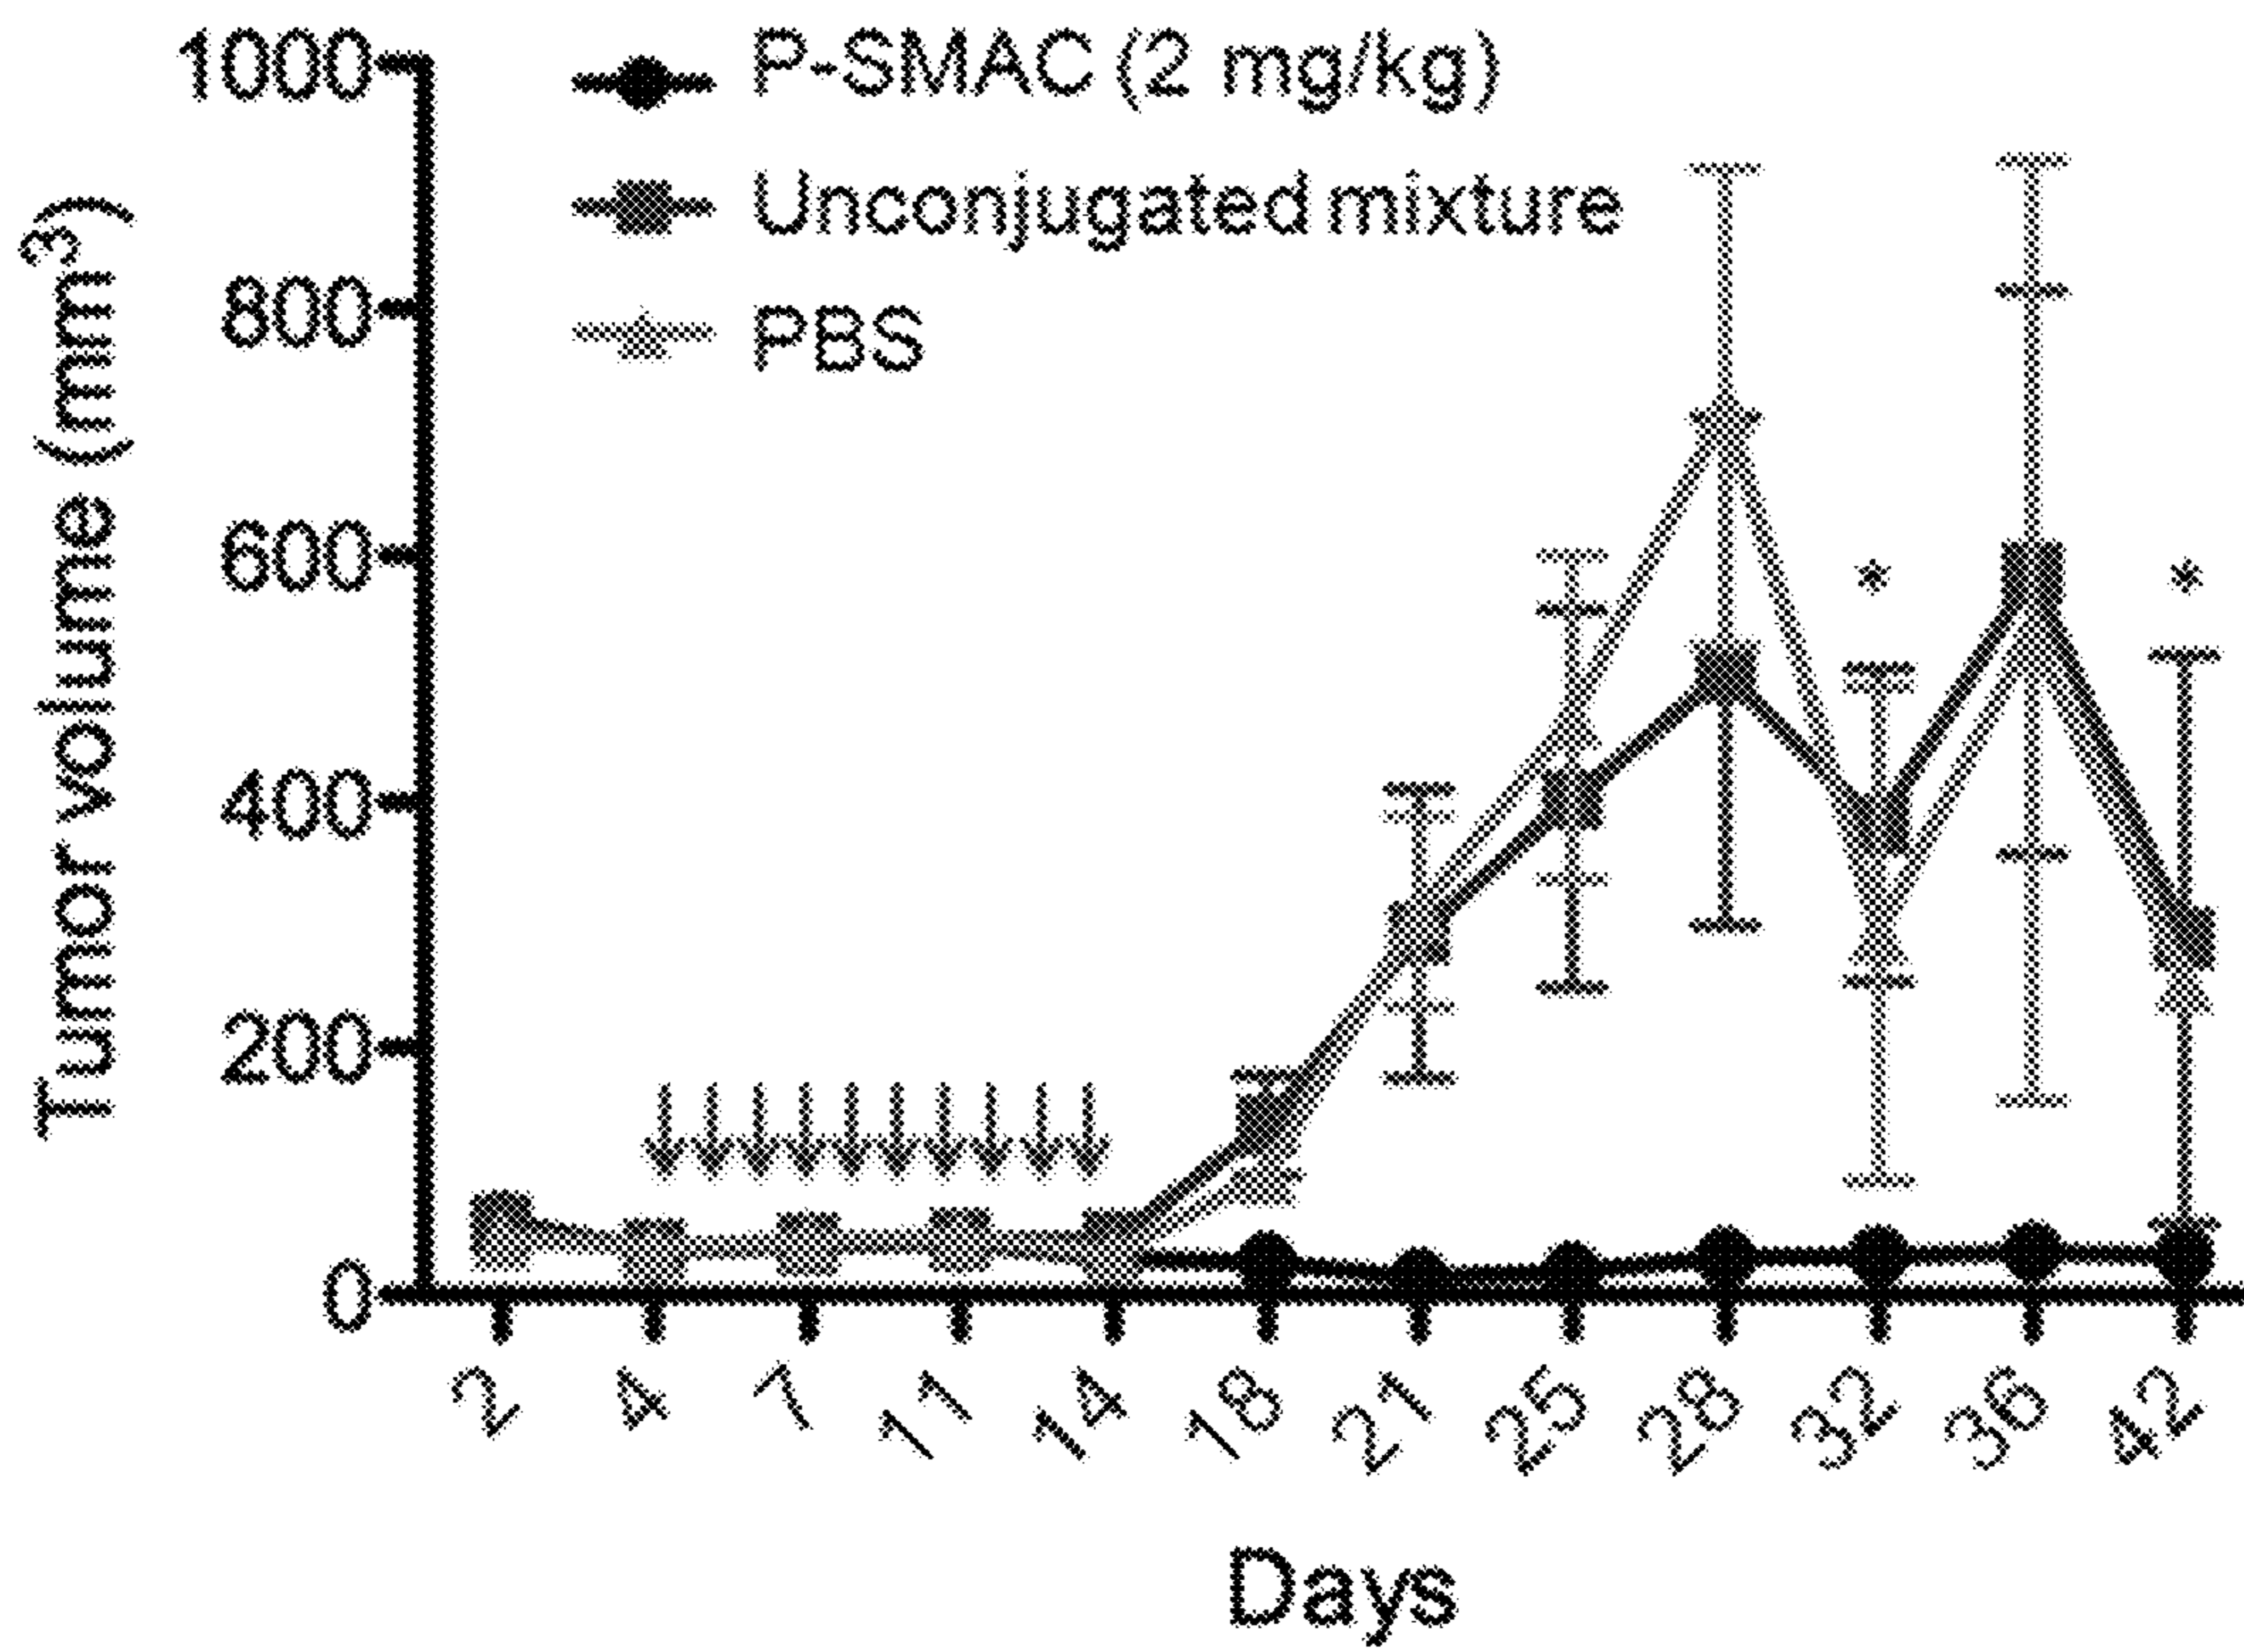 Tumor volume (mm³)
1000
800
600
400
200
0
P-SMAC (2 mg/kg)
Unconjugated mixture
PBS
*
*
2 4 7 11 14 18 21 25 28 32 36 42
Days